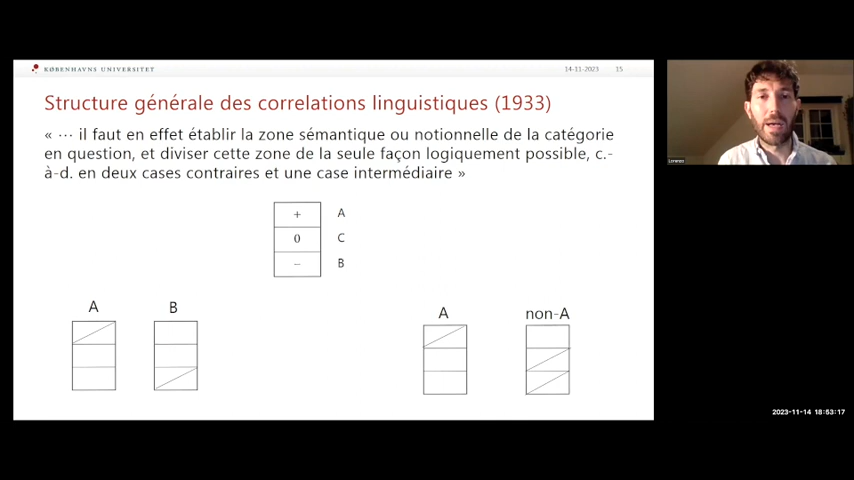 KØBENHAVNS UNIVERSITET
14-11-2023 15
Structure générale des correlations linguistiques (1933)
« ··· il faut en effet établir la zone sémantique ou notionnelle de la catégorie
en question, et diviser cette zone de la seule façon logiquement possible, c.-
à-d. en deux cases contraires et une case intermédiaire »
+ A
0 C
– B
A B
A non-A
Lorenzo
2023-11-14 18:53:17